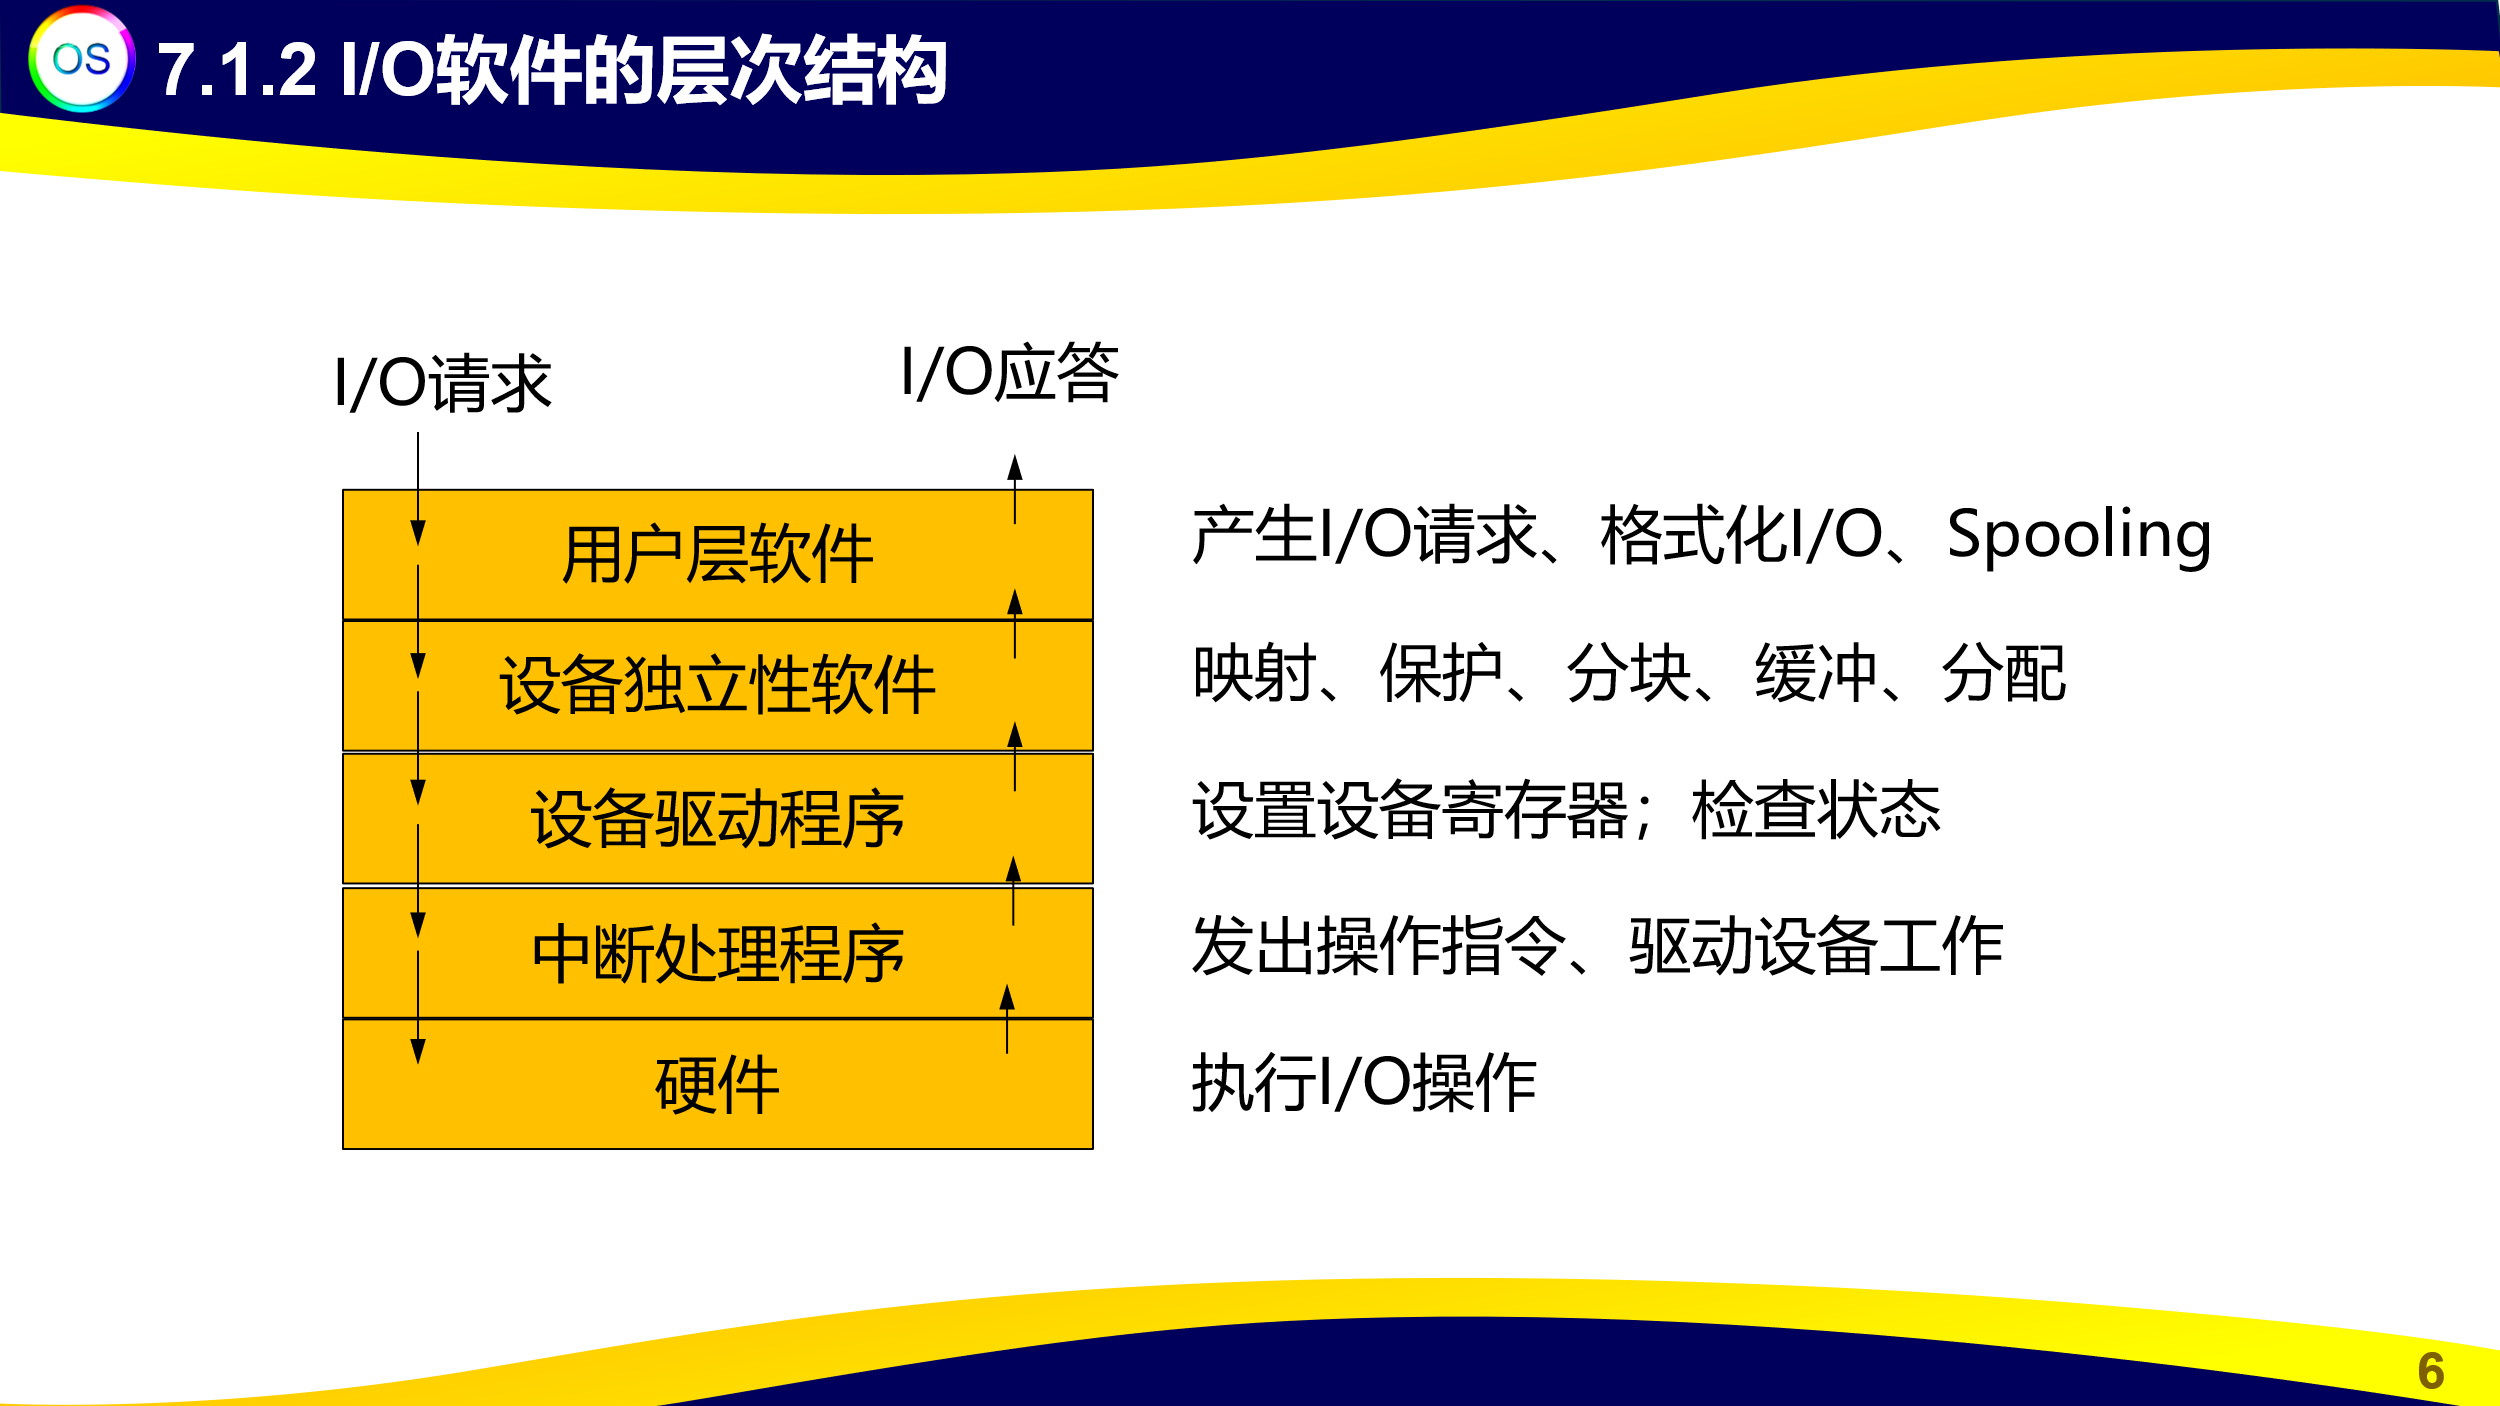 OS
7.1.2 I/O软件的层次结构
I/O请求
I/O应答
用户层软件
产生I/O请求、格式化I/O、Spooling
设备独立性软件
映射、保护、分块、缓冲、分配
设备驱动程序
设置设备寄存器；检查状态
中断处理程序
发出操作指令、驱动设备工作
硬件
执行I/O操作
6